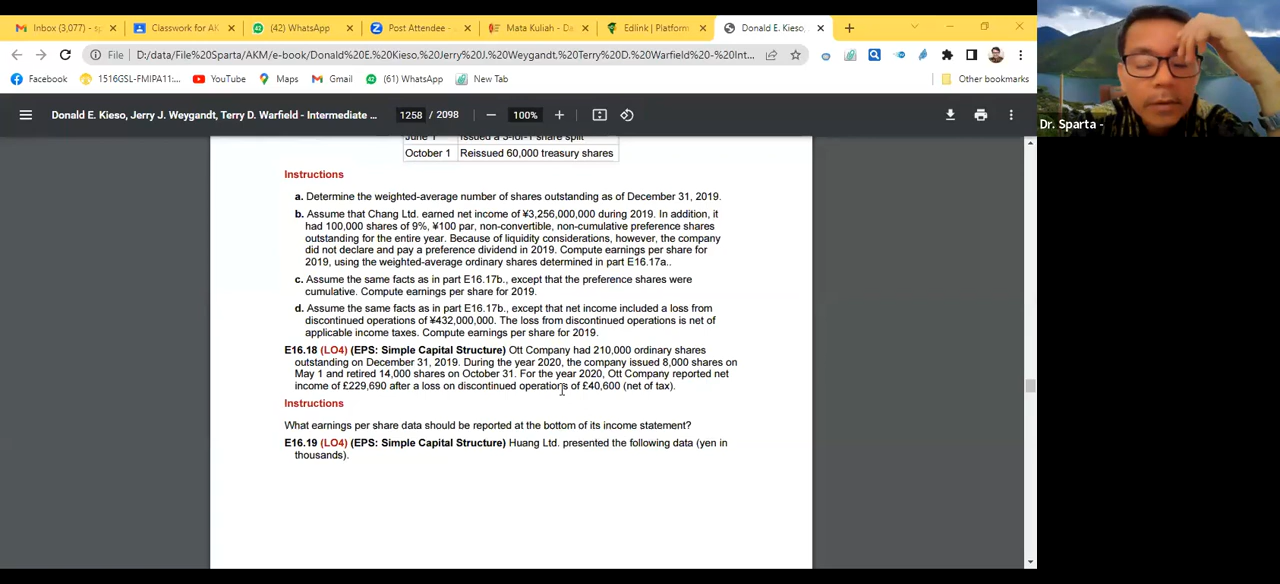 Inbox (3,077) - s
Classwork for AK
(42) WhatsApp
Post Attendee -
Mata Kuliah - Da
Edlink | Platform
Donald E. Kieso,
File
D:/data/File%20Sparta/AKM/e-book/Donald%20E.%20Kieso,%20Jerry%20J.%20Weygandt,%20Terry%20D.%20Warfield%20-%20Int...
Facebook
1516GSL-FMIPA11:...
YouTube
Maps
Gmail
(61) WhatsApp
New Tab
Other bookmarks
Donald E. Kieso, Jerry J. Weygandt, Terry D. Warfield - Intermediate ...
1258 / 2098
100%
Dr. Sparta -
June 1 Issued a 3-for-1 share split
October 1 Reissued 60,000 treasury shares
Instructions
a. Determine the weighted-average number of shares outstanding as of December 31, 2019.
b. Assume that Chang Ltd. earned net income of ¥3,256,000,000 during 2019. In addition, it
had 100,000 shares of 9%, ¥100 par, non-convertible, non-cumulative preference shares
outstanding for the entire year. Because of liquidity considerations, however, the company
did not declare and pay a preference dividend in 2019. Compute earnings per share for
2019, using the weighted-average ordinary shares determined in part E16.17a..
c. Assume the same facts as in part E16.17b., except that the preference shares were
cumulative. Compute earnings per share for 2019.
d. Assume the same facts as in part E16.17b., except that net income included a loss from
discontinued operations of ¥432,000,000. The loss from discontinued operations is net of
applicable income taxes. Compute earnings per share for 2019.
E16.18 (LO4) (EPS: Simple Capital Structure) Ott Company had 210,000 ordinary shares
outstanding on December 31, 2019. During the year 2020, the company issued 8,000 shares on
May 1 and retired 14,000 shares on October 31. For the year 2020, Ott Company reported net
income of £229,690 after a loss on discontinued operations of £40,600 (net of tax).
Instructions
What earnings per share data should be reported at the bottom of its income statement?
E16.19 (LO4) (EPS: Simple Capital Structure) Huang Ltd. presented the following data (yen in
thousands).